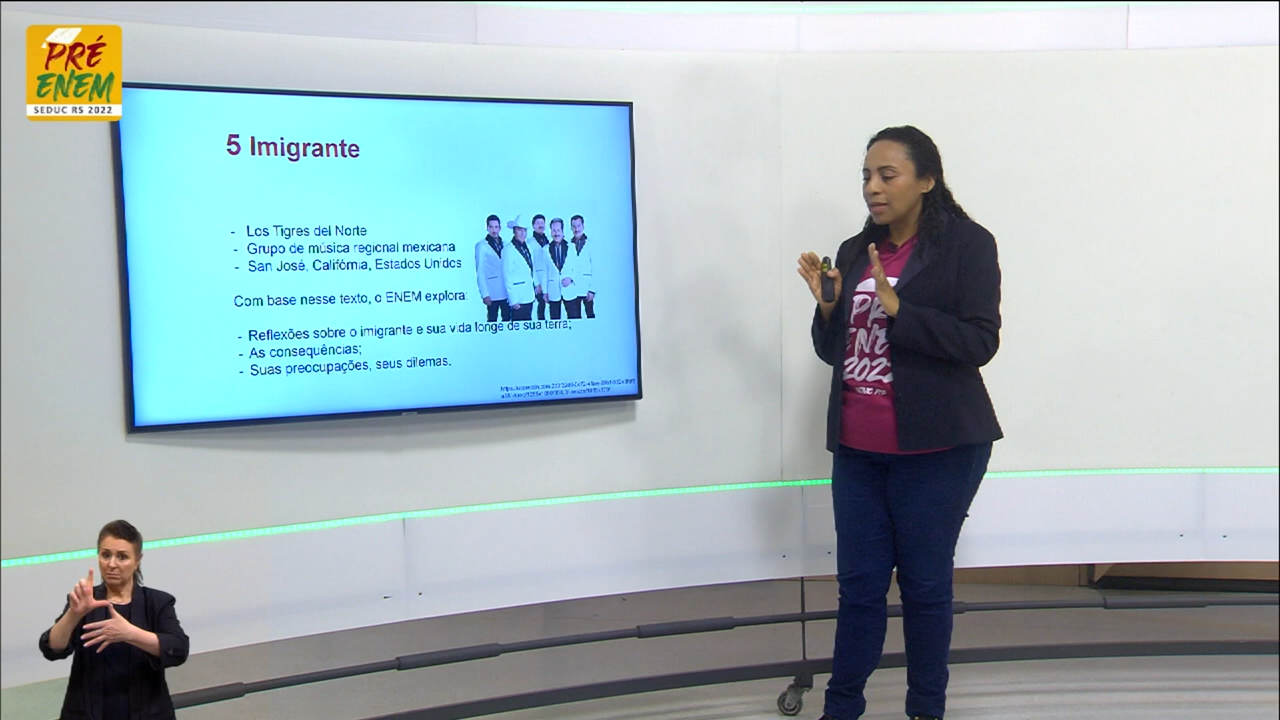 PRÉ
ENEM
SEDUC RS 2022
5 Imigrante
- Los Tigres del Norte
- Grupo de música regional mexicana
- San José, Califórnia, Estados Unidos
Com base nesse texto, o ENEM explora:
- Reflexões sobre o imigrante e sua vida longe de sua terra;
- As consequências;
- Suas preocupações, seus dilemas.
2022